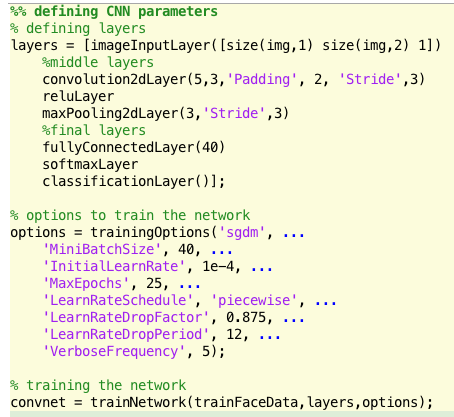 %% defining CNN parameters
% defining layers
layers = [imageInputLayer([size(img,1) size(img,2) 1])
%middle layers
convolution2dLayer(5,3,'Padding', 2, 'Stride',3)
reluLayer
maxPooling2dLayer(3,'Stride',3)
%final layers
fullyConnectedLayer(40)
softmaxLayer
classificationLayer()];
% options to train the network
options = trainingOptions('sgdm', ...
'MiniBatchSize', 40, ...
'InitialLearnRate', 1e-4, ...
'MaxEpochs', 25, ...
'LearnRateSchedule', 'piecewise', ...
'LearnRateDropFactor', 0.875, ...
'LearnRateDropPeriod', 12, ...
'VerboseFrequency', 5);
% training the network
convnet = trainNetwork(trainFaceData,layers,options);